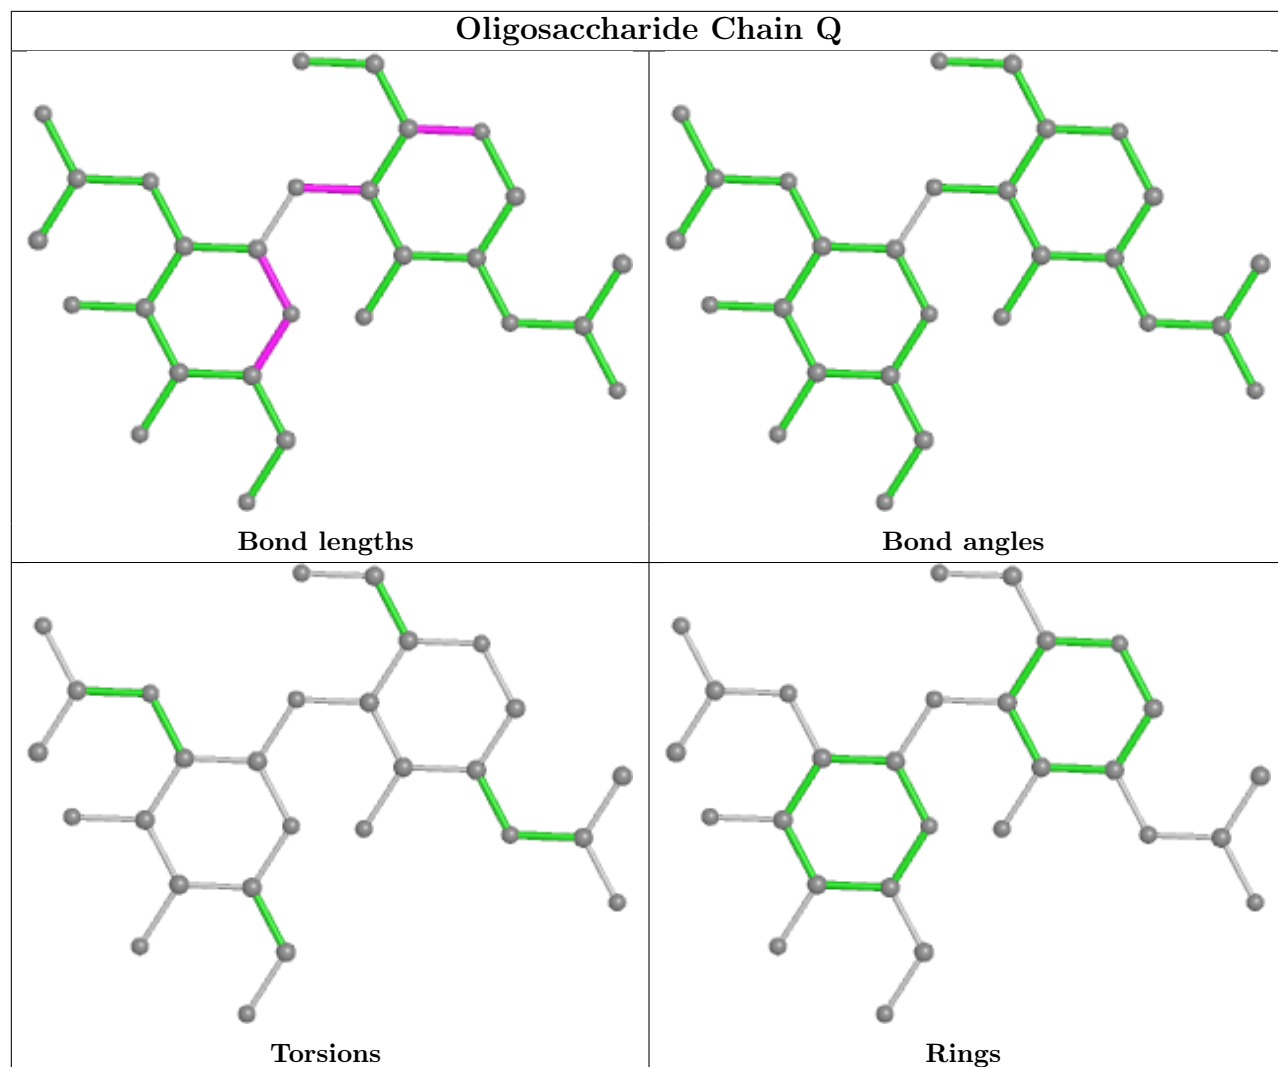 Oligosaccharide Chain Q
Bond lengths
Bond angles
Torsions
Rings